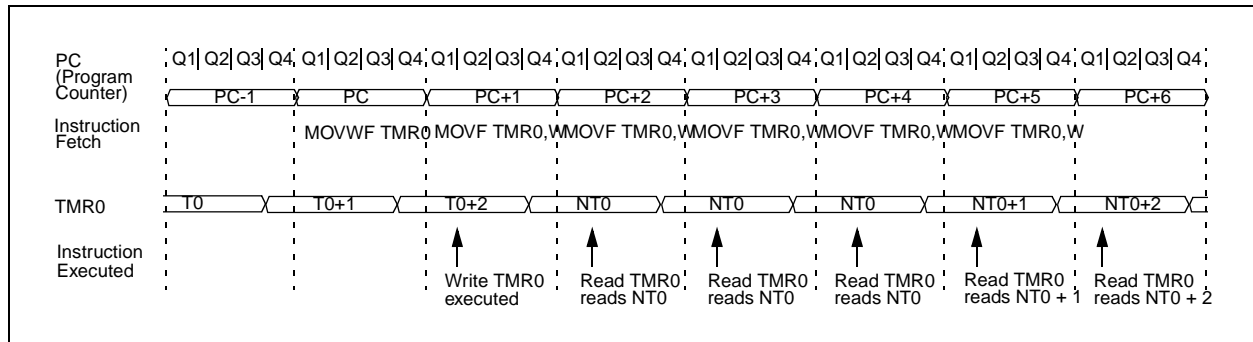 PC
(Program
Counter)
Q1 Q2 Q3 Q4 Q1 Q2 Q3 Q4 Q1 Q2 Q3 Q4 Q1 Q2 Q3 Q4 Q1 Q2 Q3 Q4 Q1 Q2 Q3 Q4 Q1 Q2 Q3 Q4 Q1 Q2 Q3 Q4
PC-1 PC PC+1 PC+2 PC+3 PC+4 PC+5 PC+6
Instruction
Fetch
MOVWF TMR0 MOVF TMR0,W MOVF TMR0,W MOVF TMR0,W MOVF TMR0,W MOVF TMR0,W
TMR0
T0 T0+1 T0+2 NT0 NT0 NT0 NT0+1 NT0+2
Instruction
Executed
Write TMR0
executed
Read TMR0
reads NT0
Read TMR0
reads NT0
Read TMR0
reads NT0
Read TMR0
reads NT0 + 1
Read TMR0
reads NT0 + 2